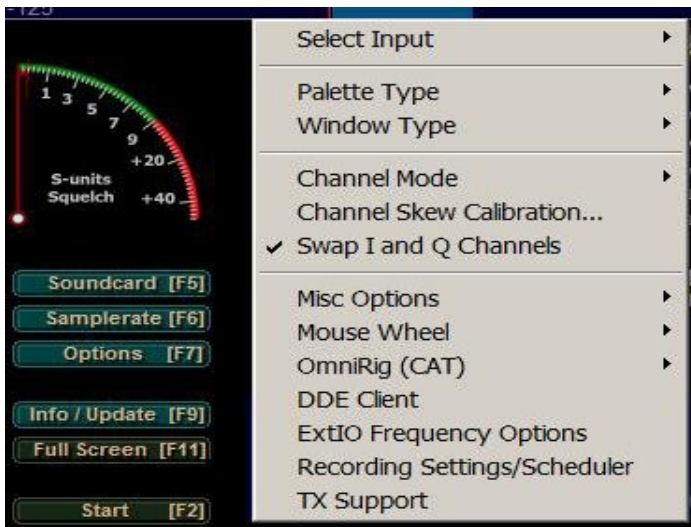 -125
1 3 5 7 9 +20 +40
S-units
Squelch
Soundcard [F5]
Samplerate [F6]
Options [F7]
Info / Update [F9]
Full Screen [F11]
Start [F2]
Select Input
Palette Type
Window Type
Channel Mode
Channel Skew Calibration...
Swap I and Q Channels
Misc Options
Mouse Wheel
OmniRig (CAT)
DDE Client
ExtIO Frequency Options
Recording Settings/Scheduler
TX Support